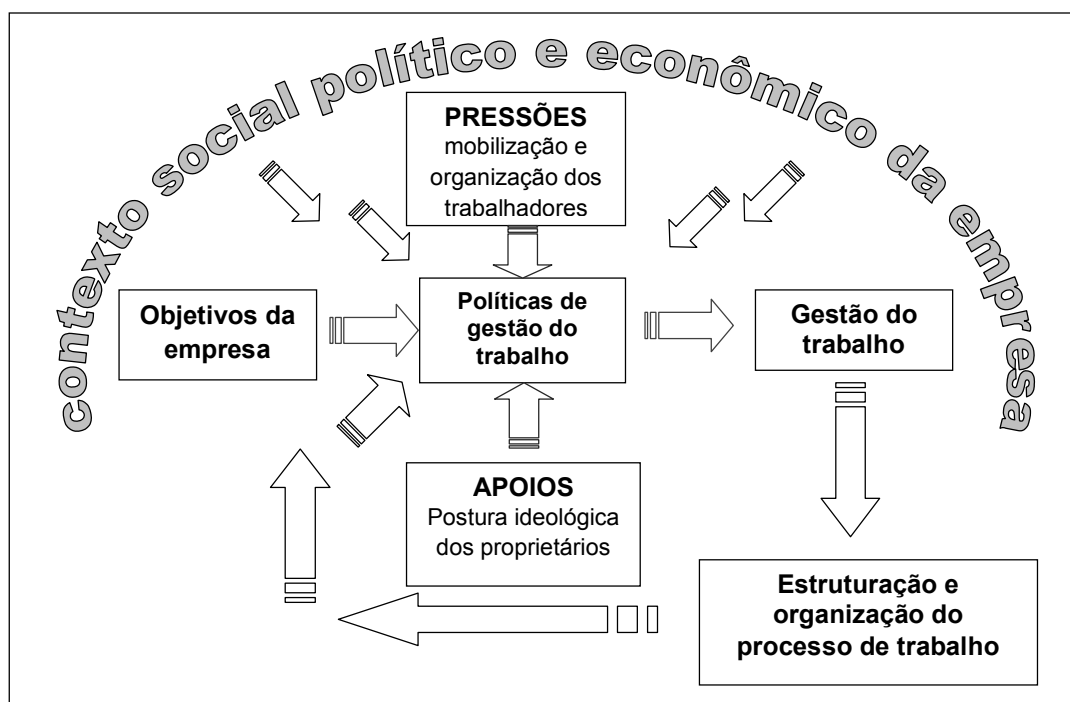 contexto social político e econômico da empresa
PRESSÕES
mobilização e
organização dos
trabalhadores
Objetivos da
empresa
Políticas de
gestão do
trabalho
Gestão do
trabalho
APOIOS
Postura ideológica
dos proprietários
Estruturação e
organização do
processo de trabalho